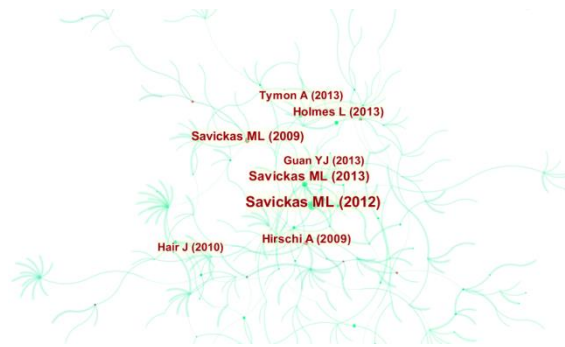 Tymon A (2013)
Holmes L (2013)
Savickas ML (2009)
Guan YJ (2013)
Savickas ML (2013)
Savickas ML (2012)
Hirschi A (2009)
Hair J (2010)